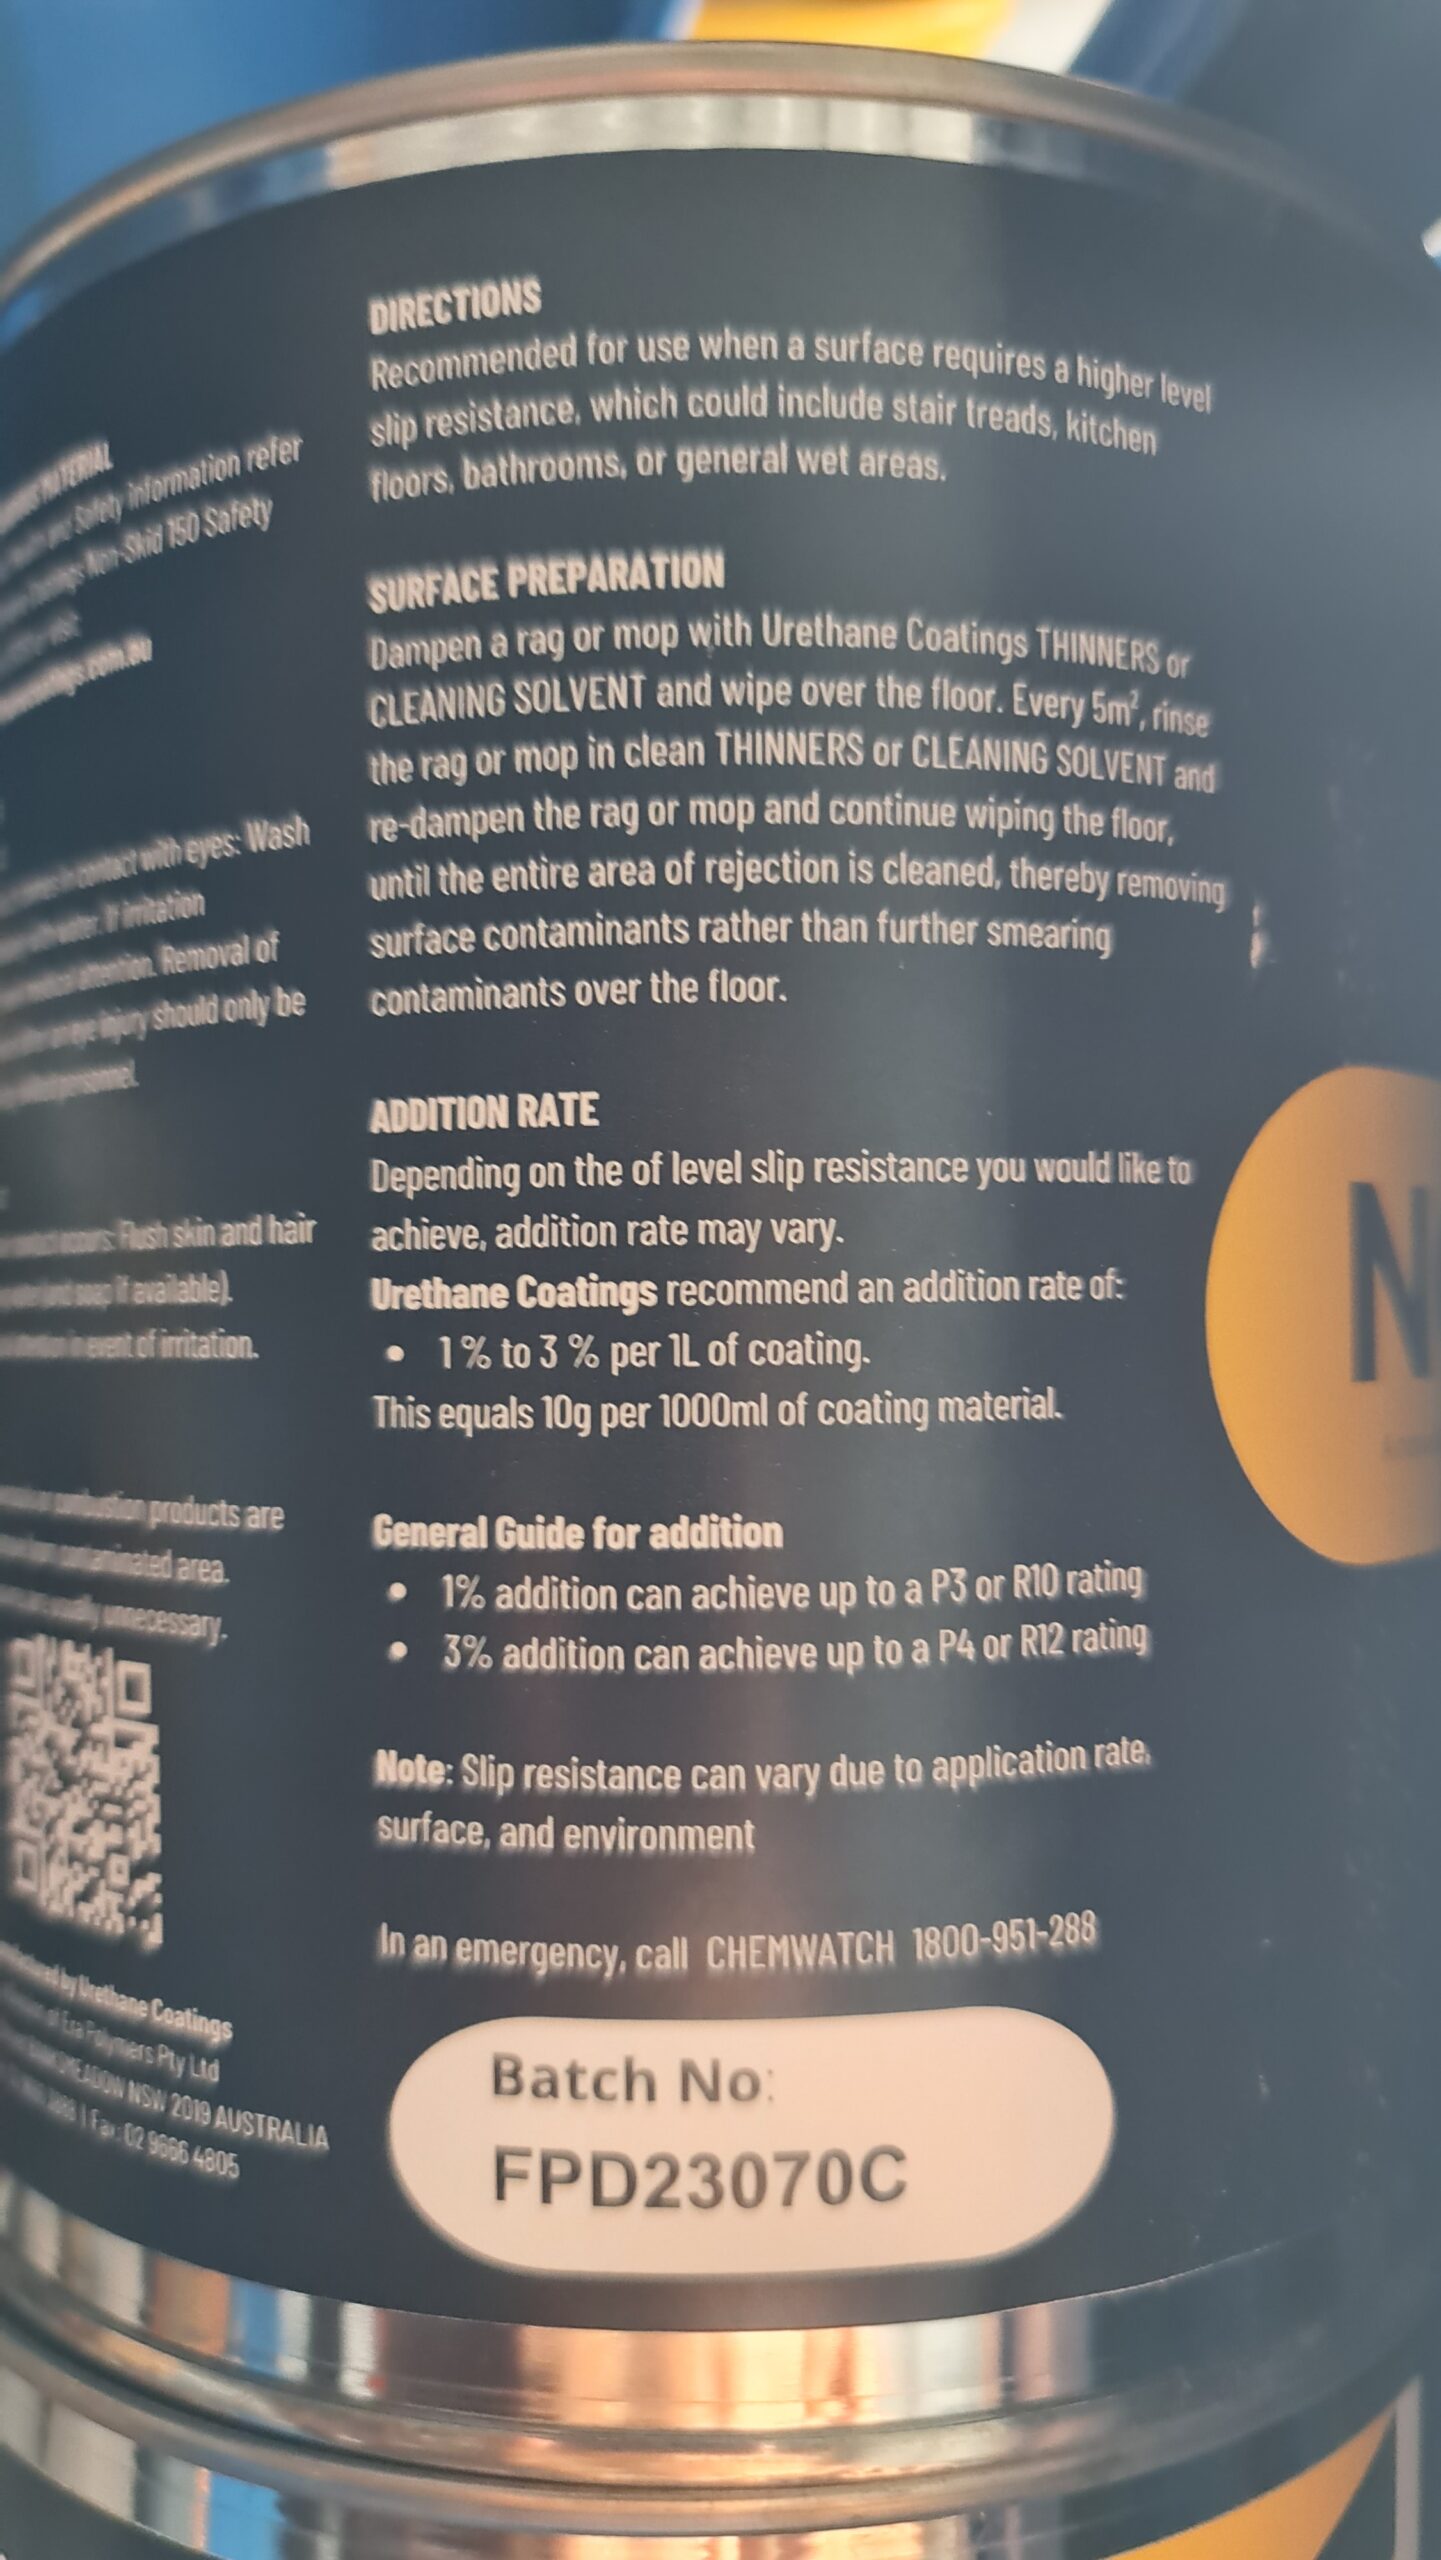 MATERIAL
Safety information refer
Non-Skid 150 Safety
contact with eyes: Wash
If irritation
attention. Removal of
eye injury should only be
personnel.
occurs: Flush skin and hair
soap if available).
in event of irritation.
combustion products are
contaminated area.
usually unnecessary.
by Urethane Coatings
of Era Polymers Pty Ltd
NSW 2019 AUSTRALIA
| Fax: 02 9666 4805
DIRECTIONS
Recommended for use when a surface requires a higher level
slip resistance, which could include stair treads, kitchen
floors, bathrooms, or general wet areas.
SURFACE PREPARATION
Dampen a rag or mop with Urethane Coatings THINNERS or
CLEANING SOLVENT and wipe over the floor. Every 5m², rinse
the rag or mop in clean THINNERS or CLEANING SOLVENT and
re-dampen the rag or mop and continue wiping the floor,
until the entire area of rejection is cleaned, thereby removing
surface contaminants rather than further smearing
contaminants over the floor.
ADDITION RATE
Depending on the of level slip resistance you would like to
achieve, addition rate may vary.
Urethane Coatings recommend an addition rate of:
• 1 % to 3 % per 1L of coating.
This equals 10g per 1000ml of coating material.
General Guide for addition
• 1% addition can achieve up to a P3 or R10 rating
• 3% addition can achieve up to a P4 or R12 rating
Note: Slip resistance can vary due to application rate,
surface, and environment
In an emergency, call CHEMWATCH 1800-951-288
Batch No:
FPD23070C
N